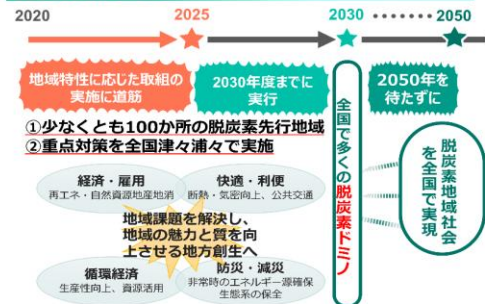 2020
2025
2030
2050
地域特性に応じた取組の
実施に道筋
2030年度までに
実行
2050年を
待たずに
①少なくとも100か所の脱炭素先行地域
②重点対策を全国津々浦々で実施
経済・雇用
再エネ・自然資源地産地消
快適・利便
断熱・気密向上、公共交通
地域課題を解決し、
地域の魅力と質を向
上させる地方創生へ
循環経済
生産性向上、資源活用
防災・減災
非常時のエネルギー源確保
生態系の保全
全国で多くの脱炭素ドミノ
脱炭素地域社会
を全国で実現